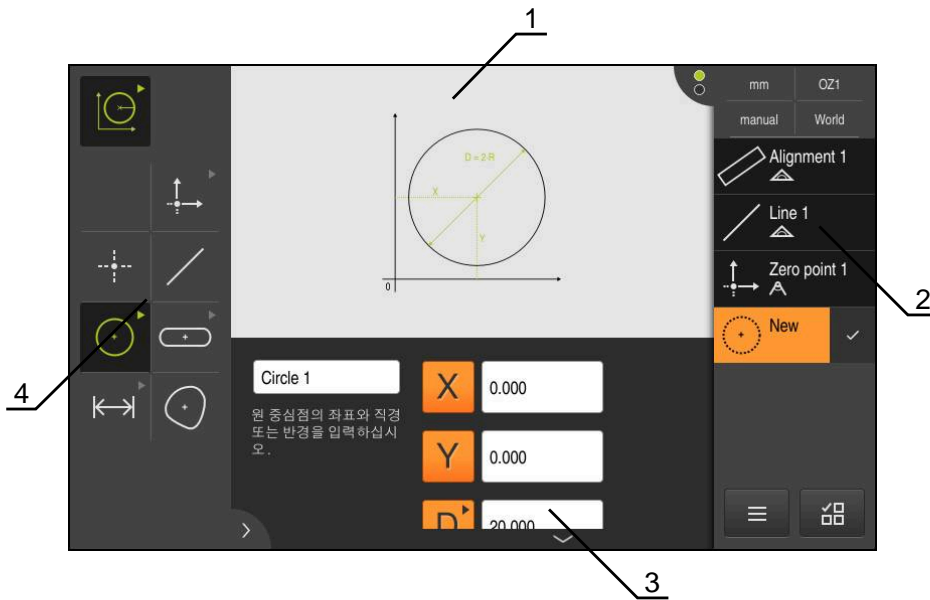 1
mm
OZ1
manual
World
D=2·R
X
Y
0
Alignment 1
Line 1
2
Zero point 1
New
4
Circle 1
원 중심점의 좌표와 직경
또는 반경을 입력하십시
오.
X
0.000
Y
0.000
D
20.000
3